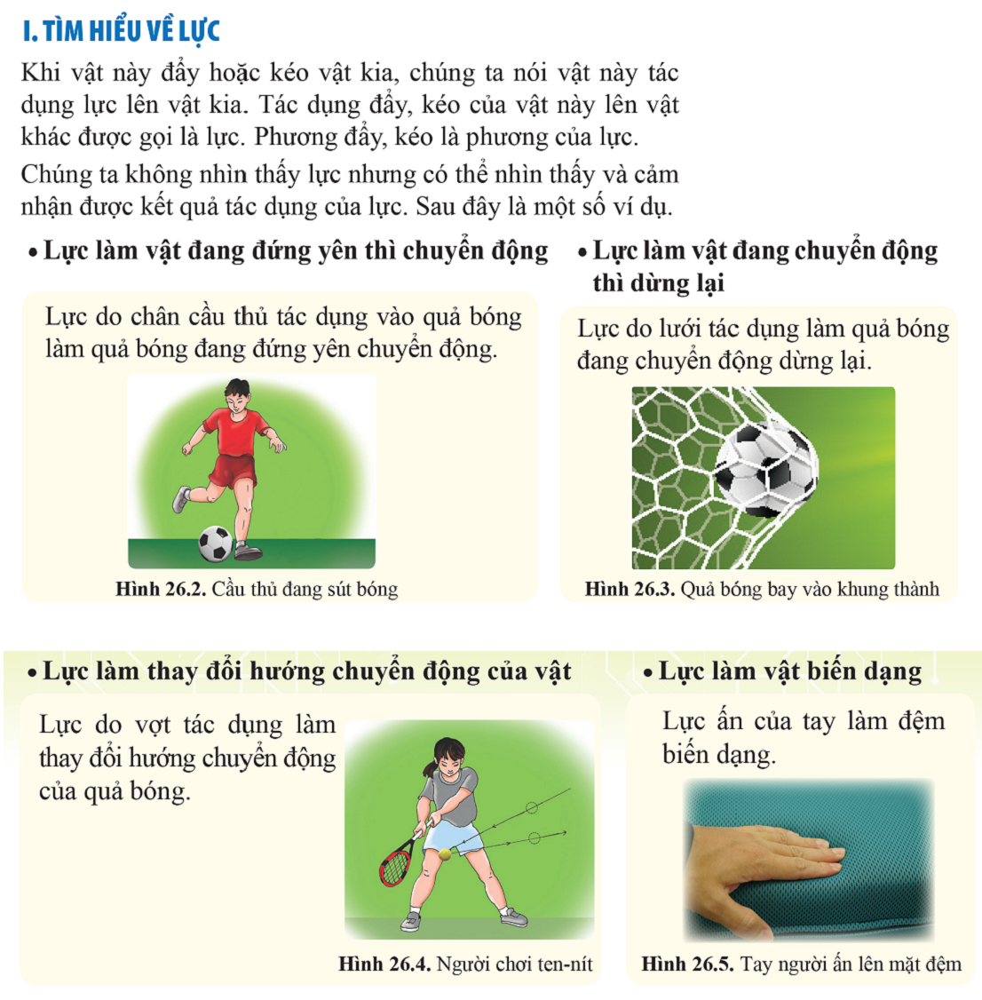 I. TÌM HIỂU VỀ LỰC
Khi vật này đẩy hoặc kéo vật kia, chúng ta nói vật này tác
dụng lực lên vật kia. Tác dụng đẩy, kéo của vật này lên vật
khác được gọi là lực. Phương đẩy, kéo là phương của lực.
Chúng ta không nhìn thấy lực nhưng có thể nhìn thấy và cảm
nhận được kết quả tác dụng của lực. Sau đây là một số ví dụ.
• Lực làm vật đang đứng yên thì chuyển động
Lực do chân cầu thủ tác dụng vào quả bóng
làm quả bóng đang đứng yên chuyển động.
Hình 26.2. Cầu thủ đang sút bóng
• Lực làm vật đang chuyển động
thì dừng lại
Lực do lưới tác dụng làm quả bóng
đang chuyển động dừng lại.
Hình 26.3. Quả bóng bay vào khung thành
• Lực làm thay đổi hướng chuyển động của vật
Lực do vợt tác dụng làm
thay đổi hướng chuyển động
của quả bóng.
Hình 26.4. Người chơi ten-nít
• Lực làm vật biến dạng
Lực ấn của tay làm đệm
biến dạng.
Hình 26.5. Tay người ấn lên mặt đệm